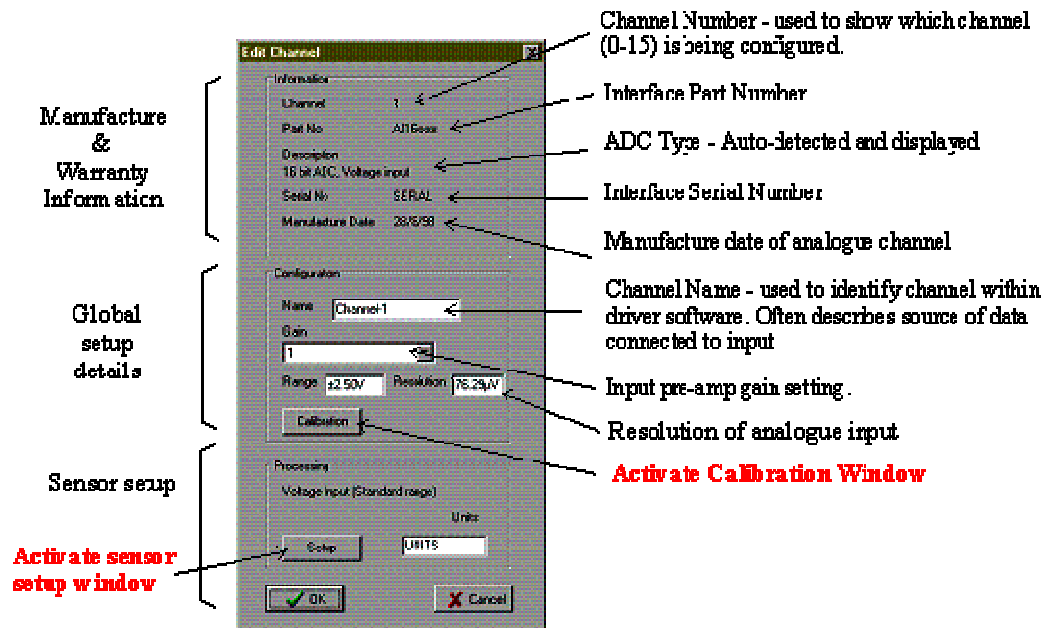 Channel Number - used to show which channel
(0-15) is being configured.
Interface Part Number
ADC Type - Auto-detected and displayed
Interface Serial Number
Manufacture date of analogue channel
Channel Name - used to identify channel within
driver software. Often describes source of data
connected to input
Input pre-amp gain setting.
Resolution of analogue input
Activate Calibration Window
Manufacture
&
Warranty
Information
Global
setup
details
Sensor setup
Activate sensor
setup window
Edit Channel
Information
Channel 1
Part No
Description
16 bit ADC, Voltage input
Serial No SERIAL
Manufacture Date 28/8/98
Configuration
Name Channel-1
Gain
1
Range ±2.50V Resolution 76.29µV
Calibration
Processing
Voltage input (Standard range)
Units
Setup UNITS
OK Cancel